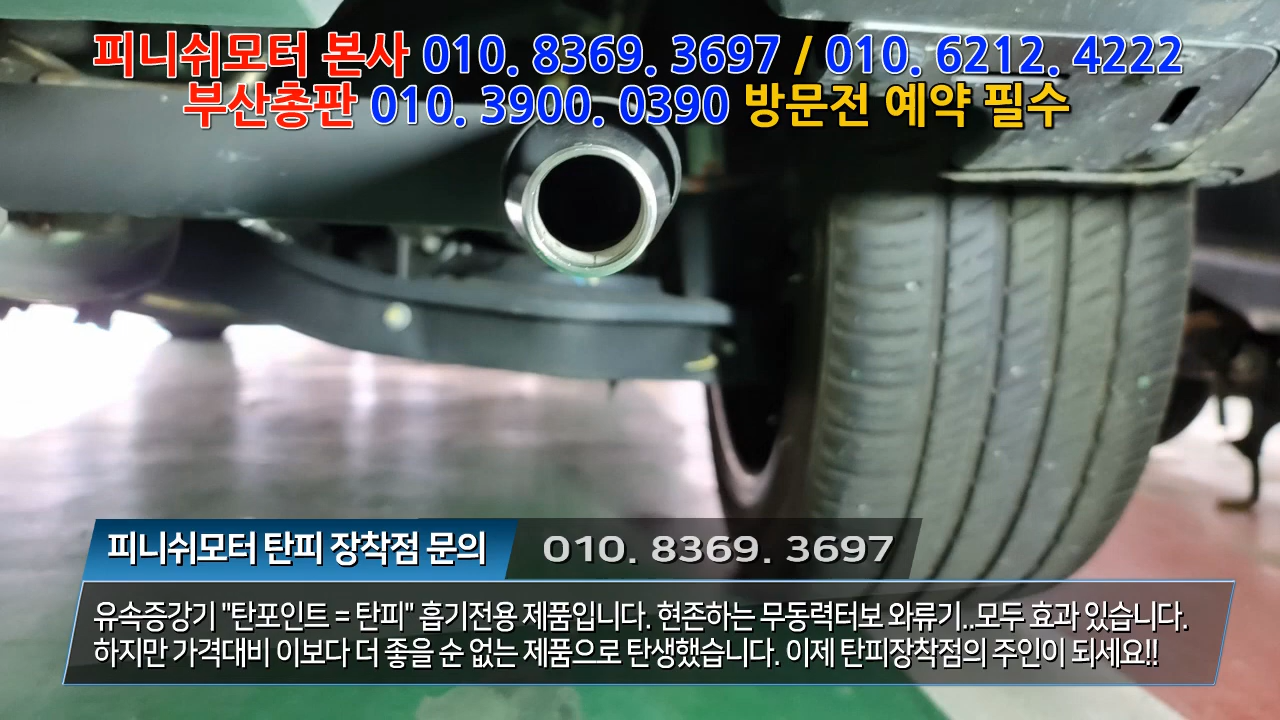 피니쉬모터 본사 010. 8369. 3697 / 010. 6212. 4222
부산총판 010. 3900. 0390 방문전 예약 필수
피니쉬모터 탄피 장착점 문의 010. 8369. 3697
유속증강기 "탄포인트 = 탄피" 흡기전용 제품입니다. 현존하는 무동력터보 와류기..모두 효과 있습니다.
하지만 가격대비 이보다 더 좋을 순 없는 제품으로 탄생했습니다. 이제 탄피장착점의 주인이 되세요!!